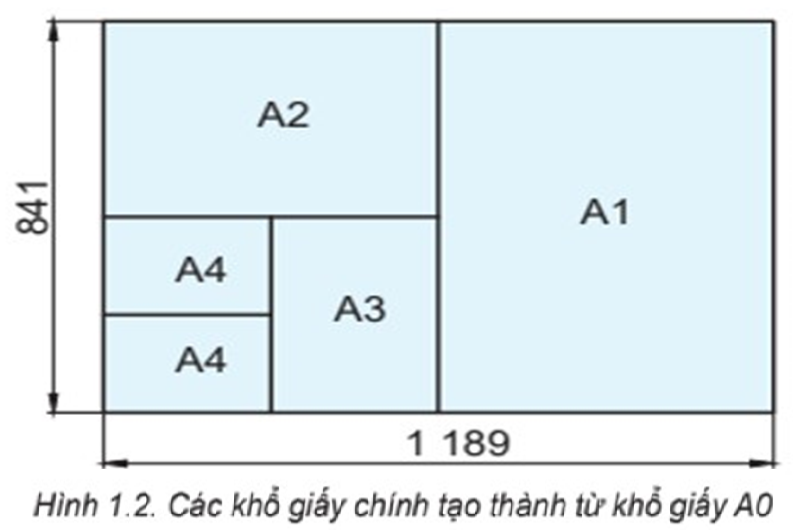 A2
A1
841
A4
A3
A4
1 189
Hình 1.2. Các khổ giấy chính tạo thành từ khổ giấy A0